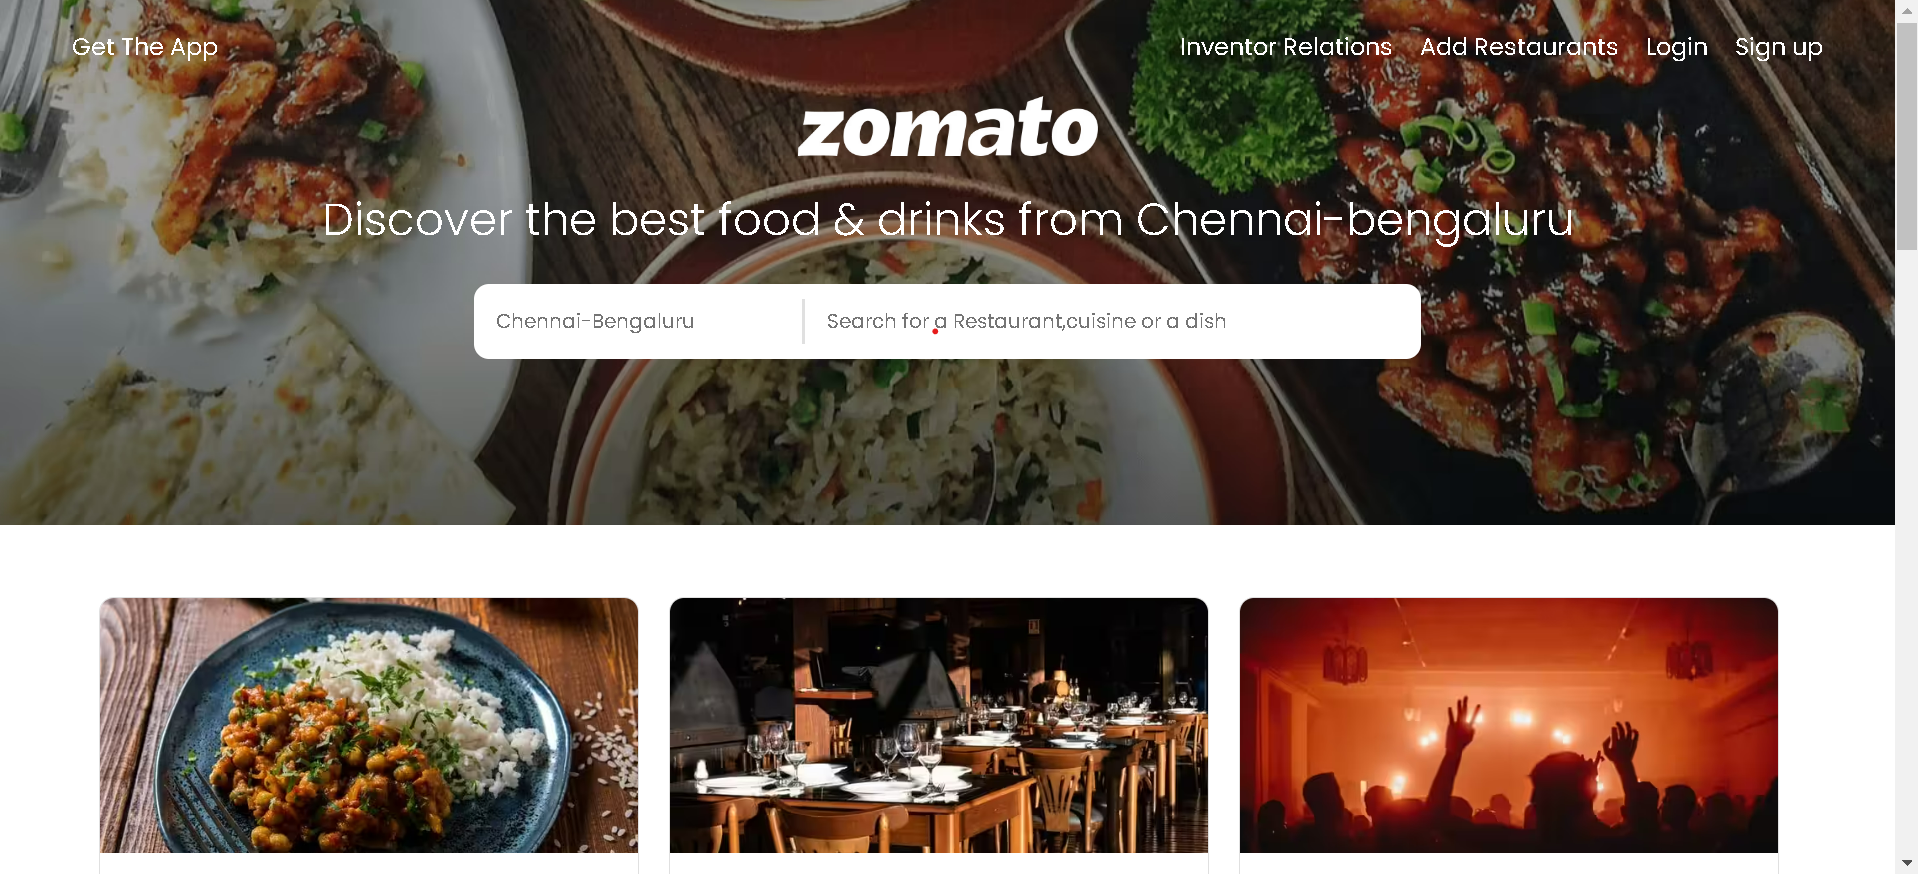 Get The App
Inventor Relations Add Restaurants Login Sign up
zomato
Discover the best food & drinks from Chennai-bengaluru
Chennai-Bengaluru
Search for a Restaurant,cuisine or a dish